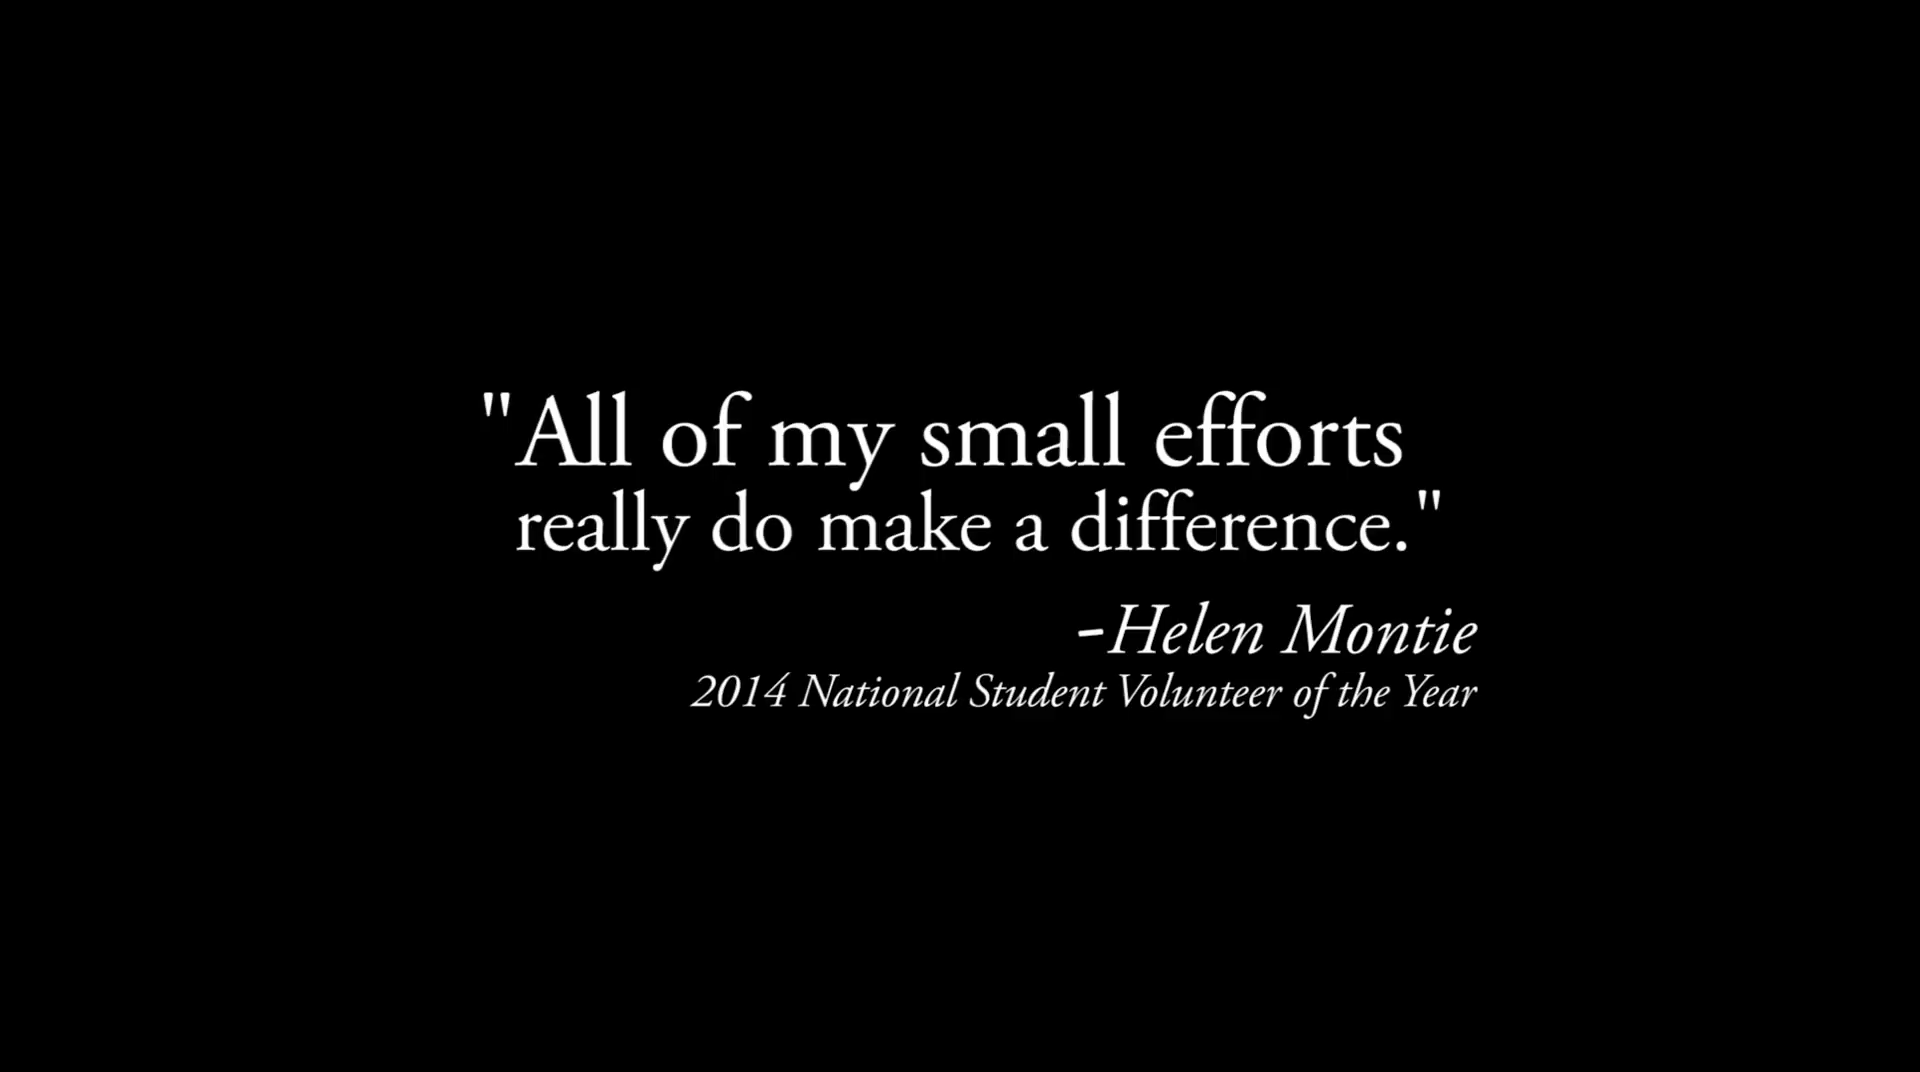 "All of my small efforts
really do make a difference."
-Helen Montie
2014 National Student Volunteer of the Year